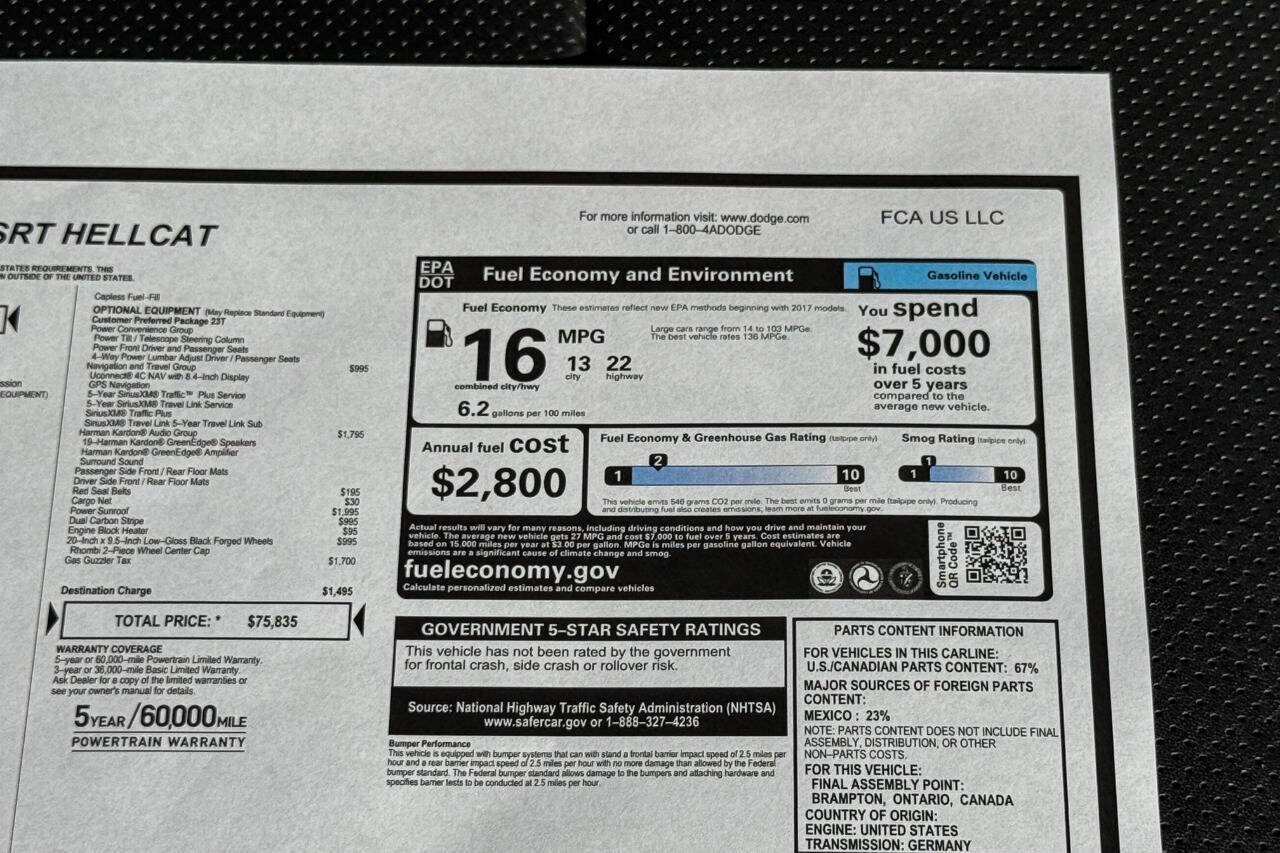 SRT HELLCAT
For more information visit: www.dodge.com
or call 1–800–4ADODGE
FCA US LLC
STATES REQUIREMENTS. THIS
N OUTSIDE OF THE UNITED STATES.
ssion
EQUIPMENT)
Capless Fuel–Fill
OPTIONAL EQUIPMENT (May Replace Standard Equipment)
Customer Preferred Package 23T
Power Convenience Group
Power Tilt / Telescope Steering Column
Power Front Driver and Passenger Seats
4–Way Power Lumbar Adjust Driver / Passenger Seats
Navigation and Travel Group $995
Uconnect® 4C NAV with 8.4–Inch Display
GPS Navigation
5–Year SiriusXM® Traffic™ Plus Service
5–Year SiriusXM® Travel Link Service
SiriusXM® Traffic Plus
SiriusXM® Travel Link 5–Year Travel Link Sub
Harman Kardon® Audio Group $1,795
19–Harman Kardon® GreenEdge® Speakers
Harman Kardon® GreenEdge® Amplifier
Surround Sound
Passenger Side Front / Rear Floor Mats
Driver Side Front / Rear Floor Mats
Red Seat Belts $195
Cargo Net $30
Power Sunroof $1,995
Dual Carbon Stripe $995
Engine Block Heater $95
20–Inch x 9.5–Inch Low–Gloss Black Forged Wheels $995
Rhombi 2–Piece Wheel Center Cap
Gas Guzzler Tax $1,700
Destination Charge $1,495
TOTAL PRICE: * $75,835
WARRANTY COVERAGE
5–year or 60,000–mile Powertrain Limited Warranty.
3–year or 36,000–mile Basic Limited Warranty.
Ask Dealer for a copy of the limited warranties or
see your owner's manual for details.
5YEAR/60,000MILE
POWERTRAIN WARRANTY
EPA
DOT
Fuel Economy and Environment
Gasoline Vehicle
Fuel Economy These estimates reflect new EPA methods beginning with 2017 models.
16 MPG
combined city/hwy
13 22
city highway
Large cars range from 14 to 103 MPGe.
The best vehicle rates 136 MPGe.
6.2 gallons per 100 miles
You spend
$7,000
in fuel costs
over 5 years
compared to the
average new vehicle.
Annual fuel cost
$2,800
Fuel Economy & Greenhouse Gas Rating (tailpipe only)
2
1 10
Best
Smog Rating (tailpipe only)
1
1 10
Best
This vehicle emits 546 grams CO2 per mile. The best emits 0 grams per mile (tailpipe only). Producing
and distributing fuel also creates emissions, learn more at fueleconomy.gov.
Actual results will vary for many reasons, including driving conditions and how you drive and maintain your
vehicle. The average new vehicle gets 27 MPG and cost $7,000 to fuel over 5 years. Cost estimates are
based on 15,000 miles per year at $3.00 per gallon. MPGe is miles per gasoline gallon equivalent. Vehicle
emissions are a significant cause of climate change and smog.
fueleconomy.gov
Calculate personalized estimates and compare vehicles
Smartphone
QR Code™
GOVERNMENT 5–STAR SAFETY RATINGS
This vehicle has not been rated by the government
for frontal crash, side crash or rollover risk.
Source: National Highway Traffic Safety Administration (NHTSA)
www.safercar.gov or 1–888–327–4236
Bumper Performance
This vehicle is equipped with bumper systems that can with stand a frontal barrier impact speed of 2.5 miles per
hour and a rear barrier impact speed of 2.5 miles per hour with no more damage than allowed by the Federal
bumper standard. The Federal bumper standard allows damage to the bumpers and attaching hardware and
specifies barrier tests to be conducted at 2.5 miles per hour.
PARTS CONTENT INFORMATION
FOR VEHICLES IN THIS CARLINE:
U.S./CANADIAN PARTS CONTENT: 67%
MAJOR SOURCES OF FOREIGN PARTS
CONTENT:
MEXICO : 23%
NOTE: PARTS CONTENT DOES NOT INCLUDE FINAL
ASSEMBLY, DISTRIBUTION, OR OTHER
NON–PARTS COSTS.
FOR THIS VEHICLE:
FINAL ASSEMBLY POINT:
BRAMPTON, ONTARIO, CANADA
COUNTRY OF ORIGIN:
ENGINE: UNITED STATES
TRANSMISSION: GERMANY